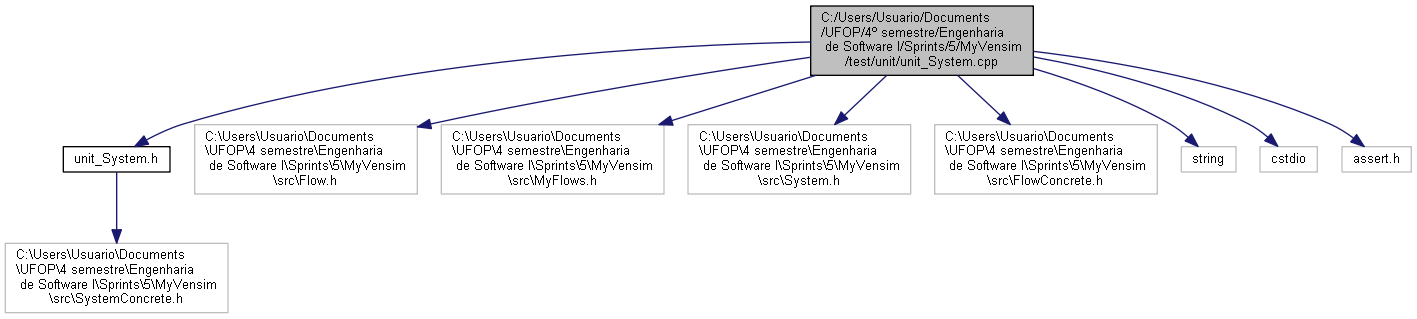 C:/Users/Usuario/Documents
/UFOP/4º semestre/Engenharia
de Software I/Sprints/5/MyVensim
/test/unit/unit_System.cpp
unit_System.h
C:\Users\Usuario\Documents
\UFOP\4 semestre\Engenharia
de Software I\Sprints\5\MyVensim
\src\Flow.h
C:\Users\Usuario\Documents
\UFOP\4 semestre\Engenharia
de Software I\Sprints\5\MyVensim
\src\MyFlows.h
C:\Users\Usuario\Documents
\UFOP\4 semestre\Engenharia
de Software I\Sprints\5\MyVensim
\src\System.h
C:\Users\Usuario\Documents
\UFOP\4 semestre\Engenharia
de Software I\Sprints\5\MyVensim
\src\FlowConcrete.h
string
cstdio
assert.h
C:\Users\Usuario\Documents
\UFOP\4 semestre\Engenharia
de Software I\Sprints\5\MyVensim
\src\SystemConcrete.h